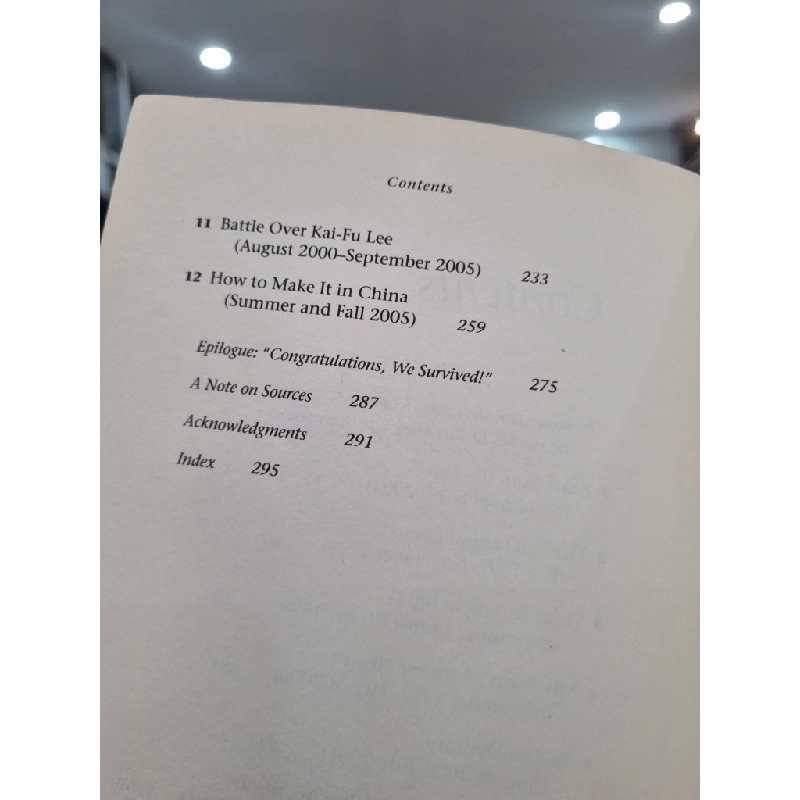 Contents
11 Battle Over Kai-Fu Lee
(August 2000–September 2005) 233
12 How to Make It in China
(Summer and Fall 2005) 259
Epilogue: “Congratulations, We Survived!” 275
A Note on Sources 287
Acknowledgments 291
Index 295